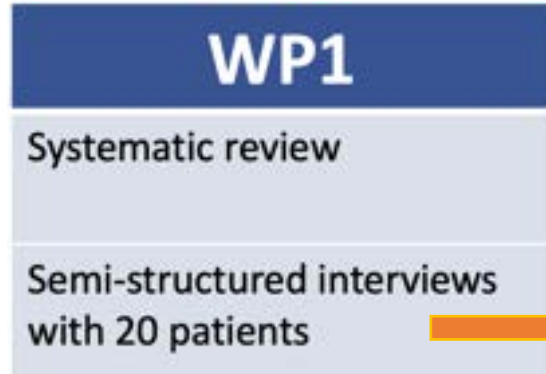 WP1
Systematic review
Semi-structured interviews
with 20 patients